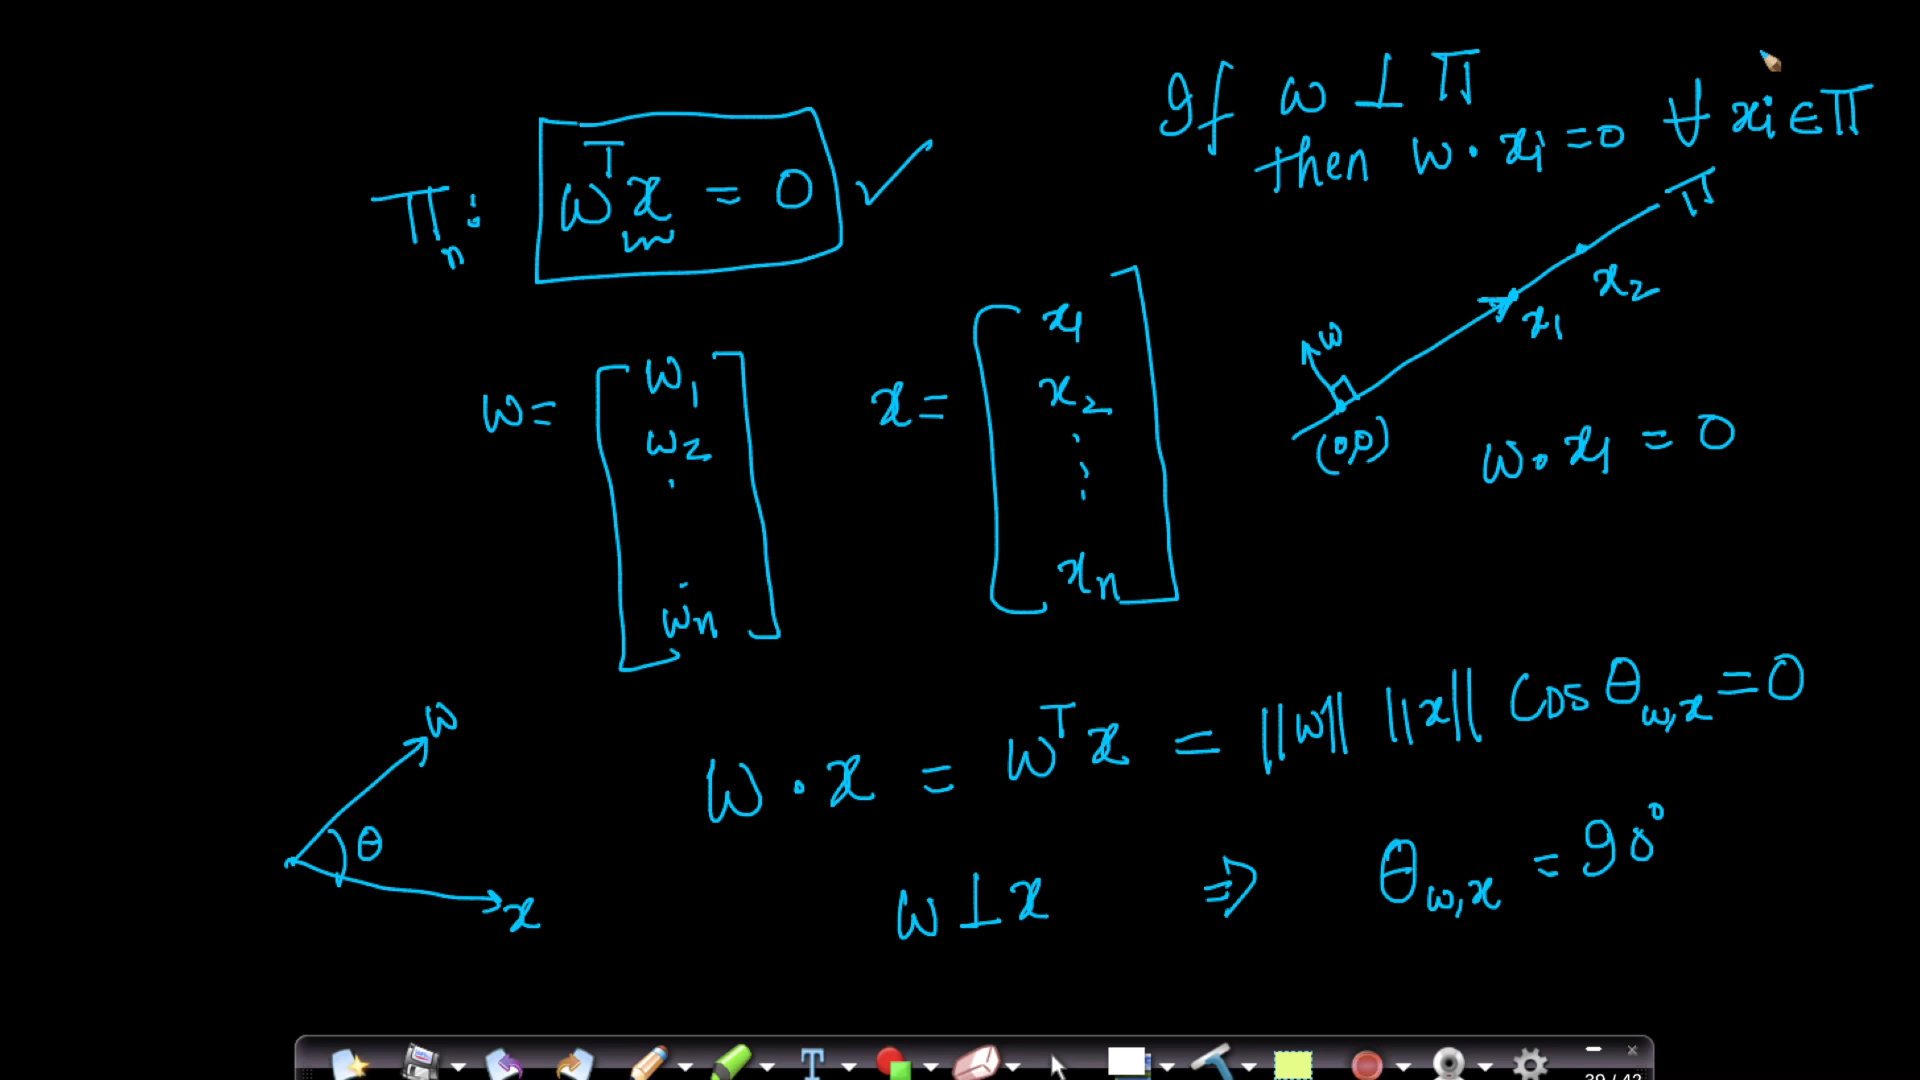 If w ⊥ π
then w · xi = 0 ∀ xi ∈ π
πn : wᵀx = 0 ✓
π
x2
x1
w
(0,0)
w · x1 = 0
w = [ w1
w2
.
.
wn ]
x = [ x1
x2
⋮
xn ]
w
θ
x
w · x = wᵀx = ||w|| ||x|| Cos θw,x = 0
w ⊥ x ⇒ θw,x = 90°
T